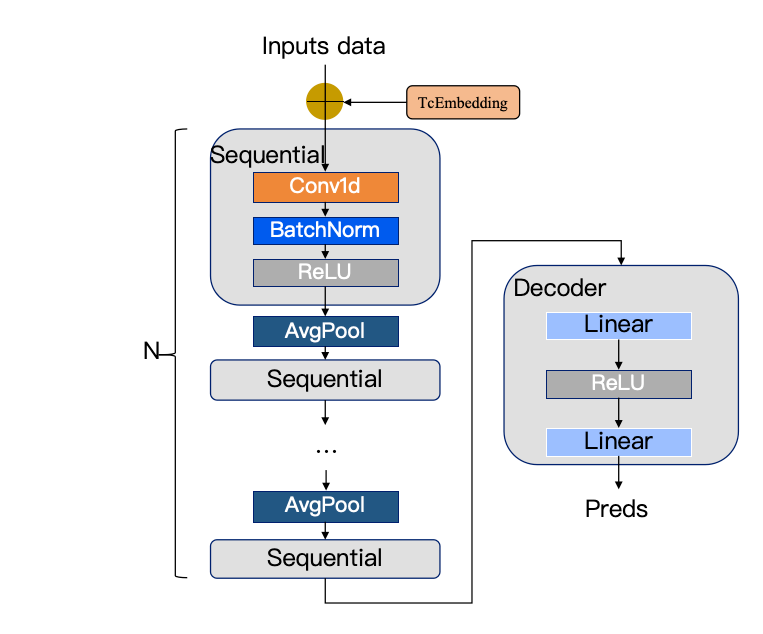 Inputs data
TcEmbedding
Sequential
Conv1d
BatchNorm
ReLU
AvgPool
N
Sequential
...
AvgPool
Sequential
Decoder
Linear
ReLU
Linear
Preds